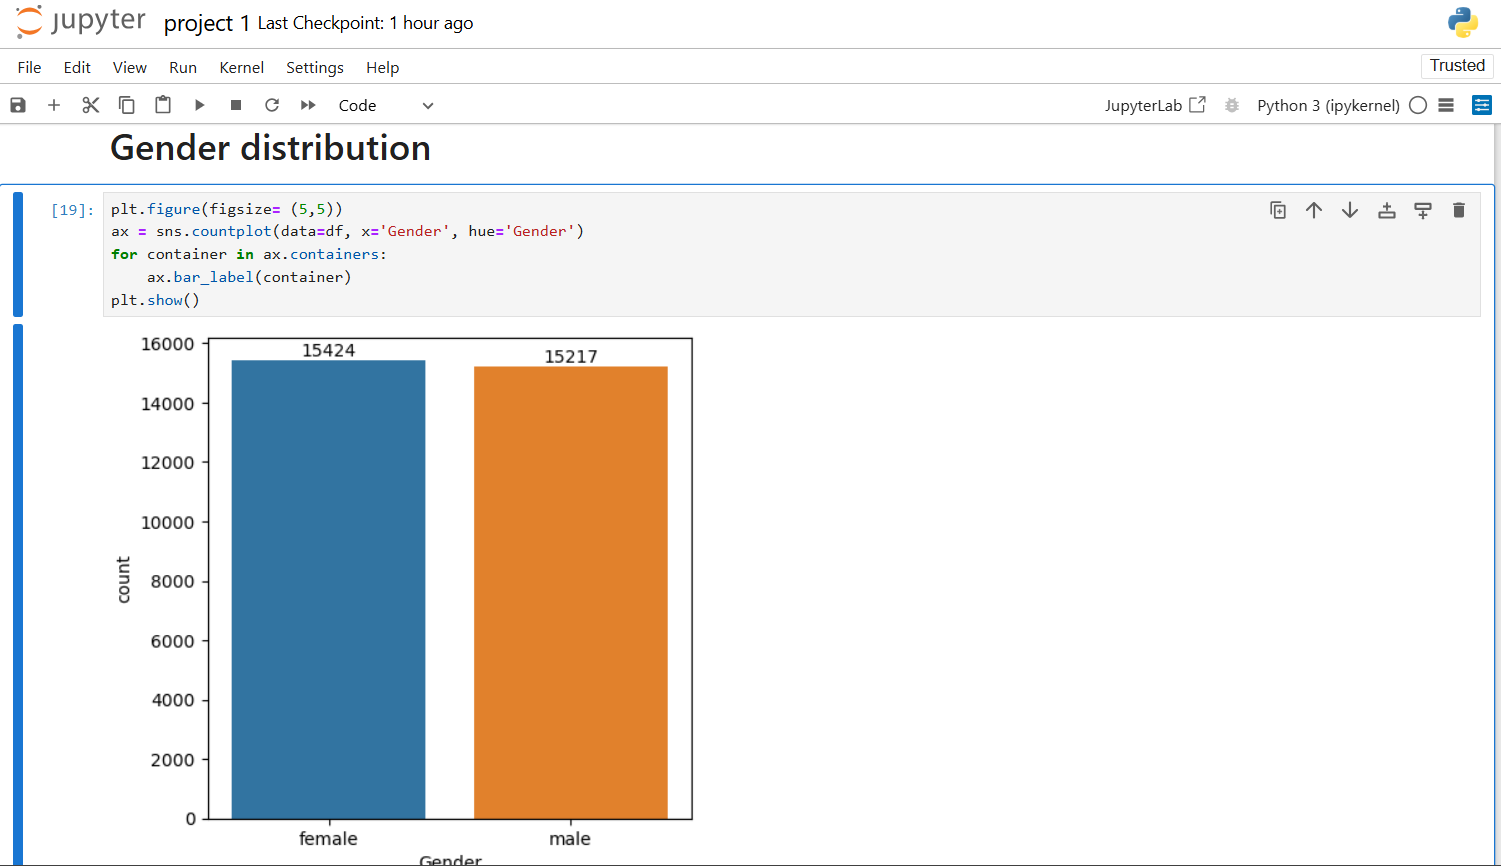 jupyter project 1 Last Checkpoint: 1 hour ago
File Edit View Run Kernel Settings Help
Trusted
Code
JupyterLab Python 3 (ipykernel)
Gender distribution
[19]:
plt.figure(figsize= (5,5))
ax = sns.countplot(data=df, x='Gender', hue='Gender')
for container in ax.containers:
    ax.bar_label(container)
plt.show()
16000
15424
15217
14000
12000
10000
8000
6000
4000
2000
0
count
female
male
Gender